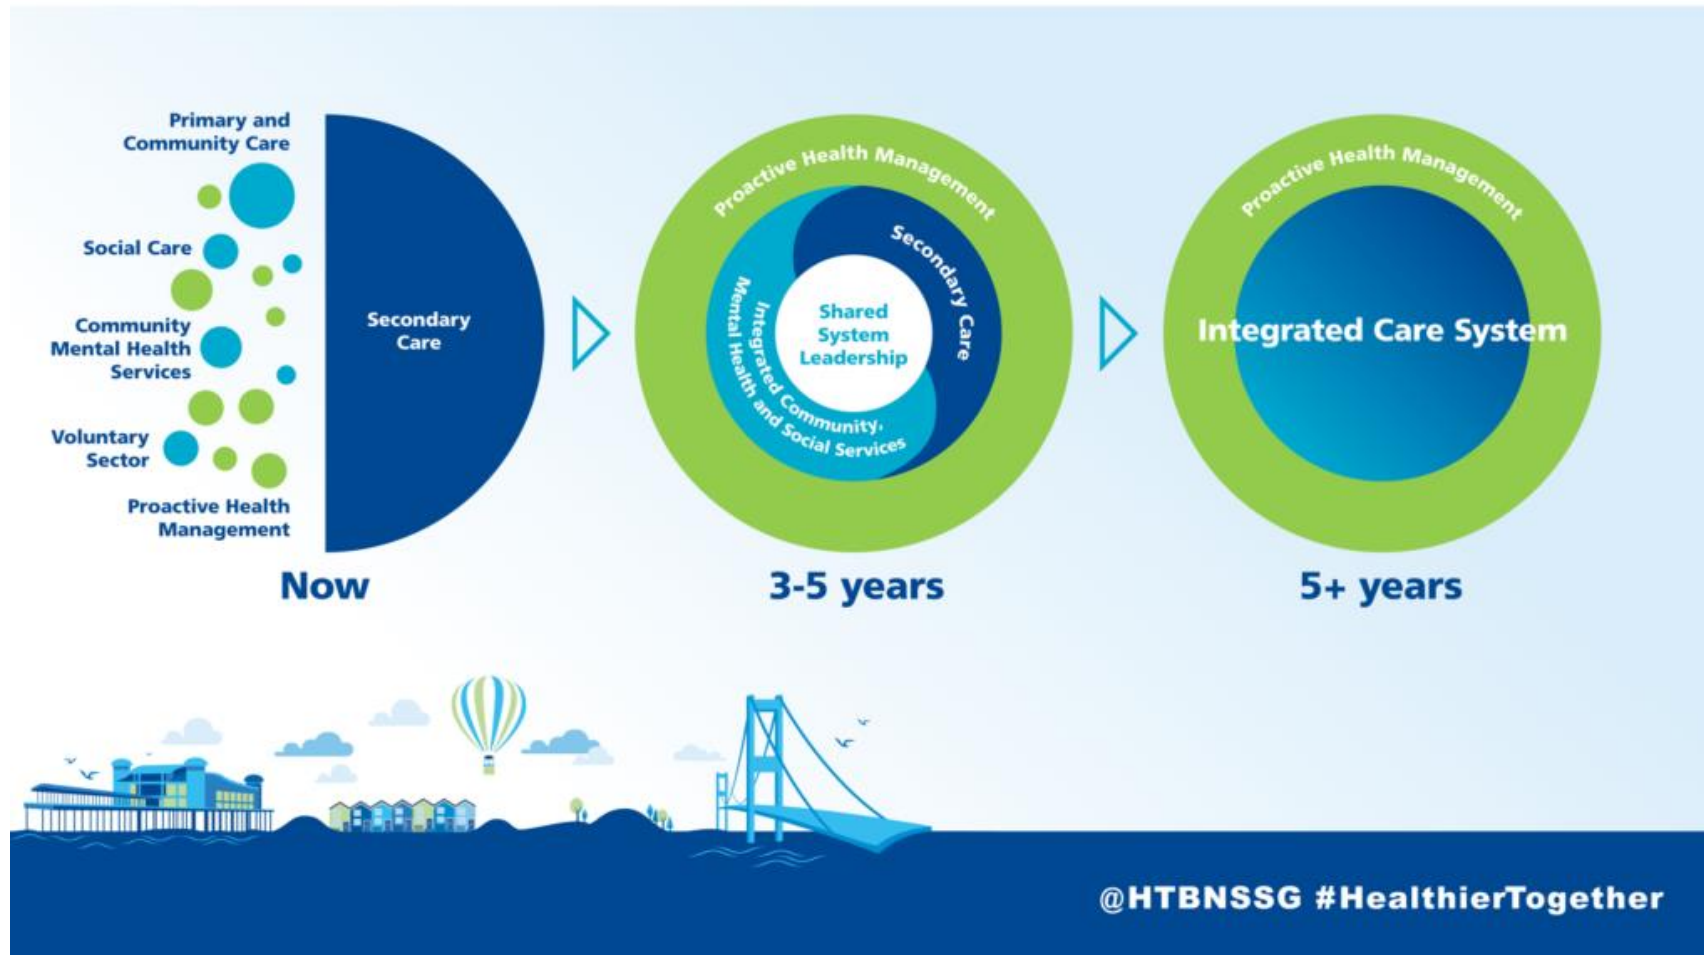 Primary and
Community Care
Social Care
Community
Mental Health
Services
Voluntary
Sector
Proactive Health
Management
Secondary
Care
Now
Proactive Health Management
Secondary Care
Shared
System
Leadership
Integrated Community,
Mental Health and Social Services
3-5 years
Proactive Health Management
Integrated Care System
5+ years
@HTBNSSG #HealthierTogether